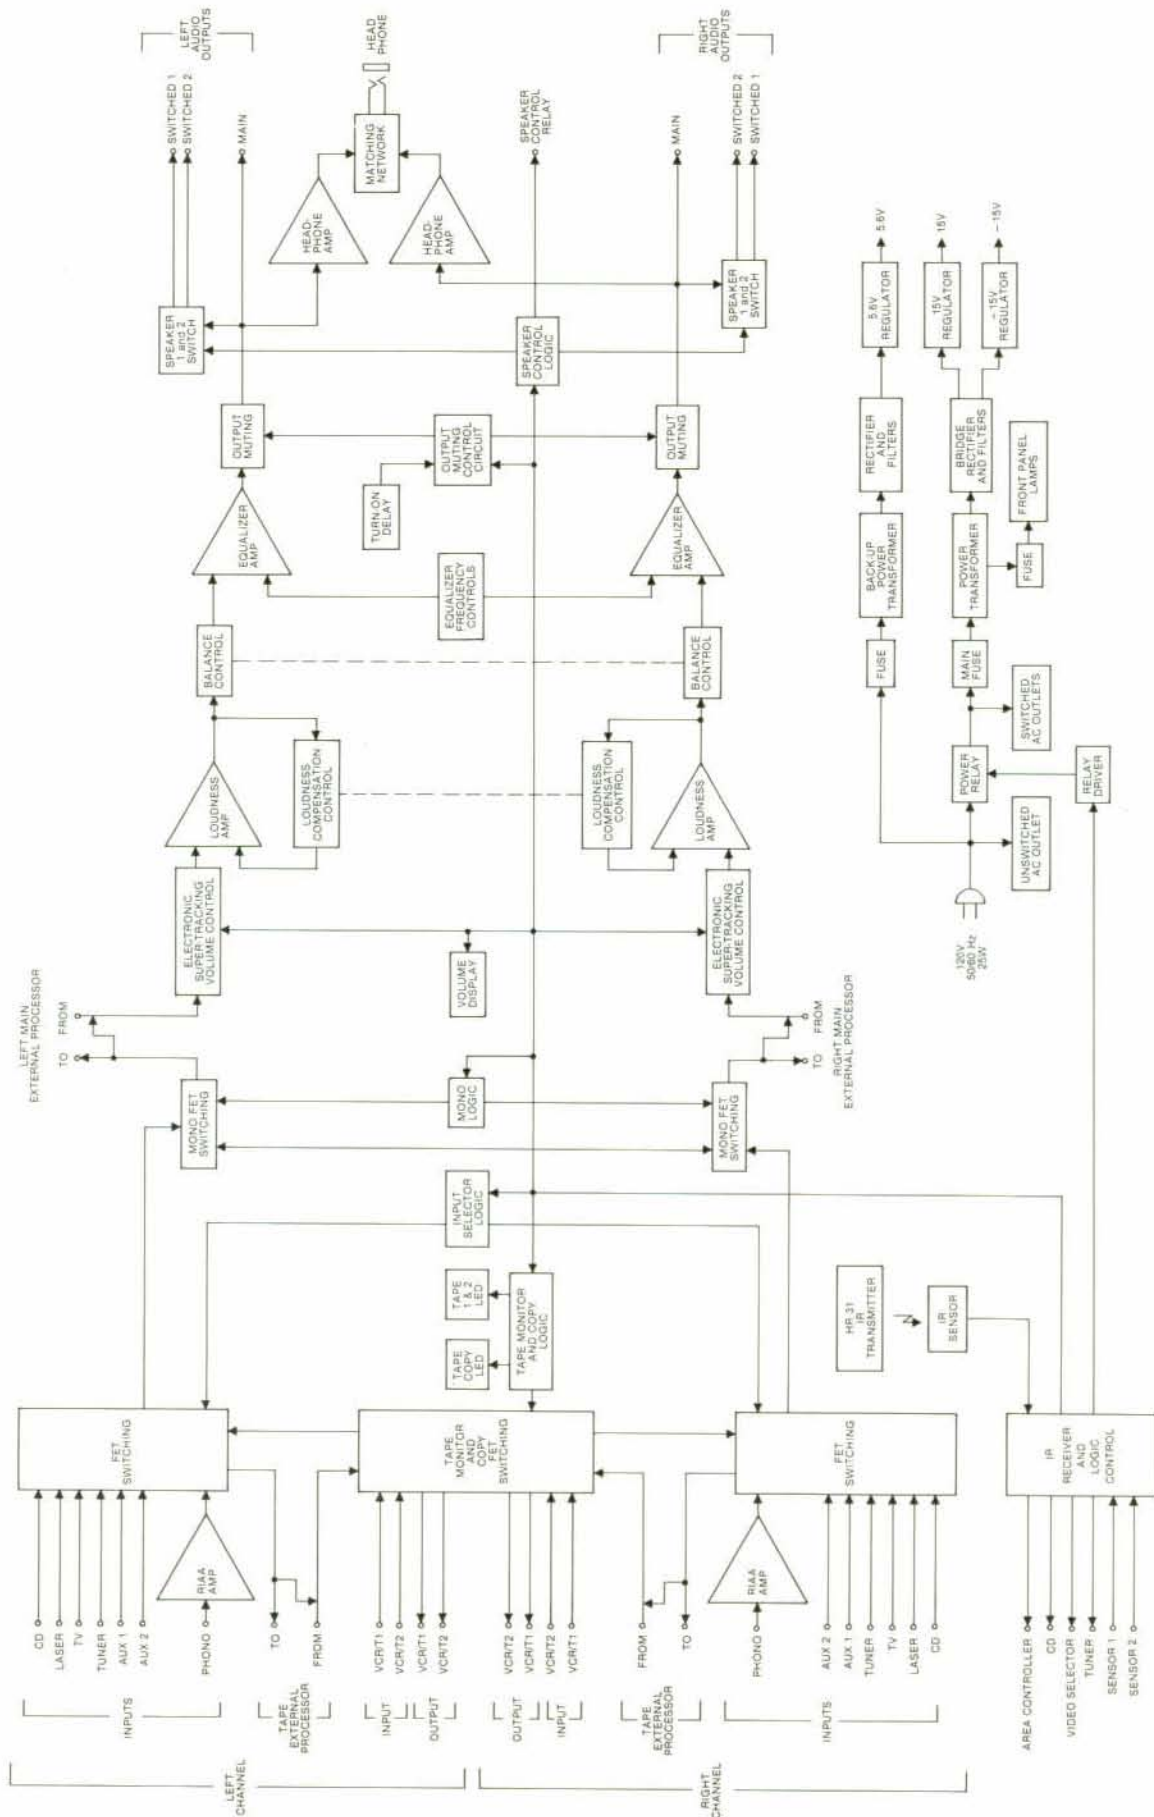 LEFT
CHANNEL
INPUTS
CD
LASER
TV
TUNER
AUX 1
AUX 2
PHONO
RIAA
AMP
FET
SWITCHING
TAPE
EXTERNAL
PROCESSOR
TO
FROM
INPUT
VCR/T1
VCR/T2
OUTPUT
VCR/T1
VCR/T2
TAPE
MONITOR
AND
COPY
FET
SWITCHING
RIGHT
CHANNEL
OUTPUT
VCR/T2
VCR/T1
INPUT
VCR/T2
VCR/T1
TAPE
EXTERNAL
PROCESSOR
FROM
TO
INPUTS
PHONO
AUX 2
AUX 1
TUNER
TV
LASER
CD
RIAA
AMP
FET
SWITCHING
AREA CONTROLLER
CD
VIDEO SELECTOR
TUNER
SENSOR 1
SENSOR 2
IR
RECEIVER
AND
LOGIC
CONTROL
TAPE
COPY
LED
TAPE
1 & 2
LED
TAPE MONITOR
AND COPY
LOGIC
INPUT
SELECTOR
LOGIC
HR 31
IR
TRANSMITTER
IR
SENSOR
MONO FET
SWITCHING
MONO
LOGIC
MONO FET
SWITCHING
LEFT MAIN
EXTERNAL PROCESSOR
TO
FROM
RIGHT MAIN
EXTERNAL PROCESSOR
TO
FROM
ELECTRONIC
SUPER-TRACKING
VOLUME CONTROL
VOLUME
DISPLAY
ELECTRONIC
SUPER-TRACKING
VOLUME CONTROL
LOUDNESS
AMP
LOUDNESS
COMPENSATION
CONTROL
LOUDNESS
COMPENSATION
CONTROL
LOUDNESS
AMP
BALANCE
CONTROL
BALANCE
CONTROL
EQUALIZER
AMP
EQUALIZER
FREQUENCY
CONTROLS
EQUALIZER
AMP
TURN-ON
DELAY
OUTPUT
MUTING
OUTPUT
MUTING
CONTROL
CIRCUIT
OUTPUT
MUTING
SPEAKER
1 and 2
SWITCH
SPEAKER
CONTROL
LOGIC
SPEAKER
1 and 2
SWITCH
HEAD-
PHONE
AMP
HEAD-
PHONE
AMP
MATCHING
NETWORK
HEAD
PHONE
LEFT
AUDIO
OUTPUTS
SWITCHED 1
SWITCHED 2
MAIN
SPEAKER
CONTROL
RELAY
RIGHT
AUDIO
OUTPUTS
MAIN
SWITCHED 2
SWITCHED 1
120V
50/60 Hz
25W
UNSWITCHED
AC OUTLET
POWER
RELAY
RELAY
DRIVER
SWITCHED
AC OUTLETS
FUSE
MAIN
FUSE
BACK-UP
POWER
TRANSFORMER
POWER
TRANSFORMER
FUSE
FRONT PANEL
LAMPS
RECTIFIER
AND
FILTERS
BRIDGE
RECTIFIER
AND FILTERS
5.6V
REGULATOR
15V
REGULATOR
-15V
REGULATOR
5.6V
15V
-15V